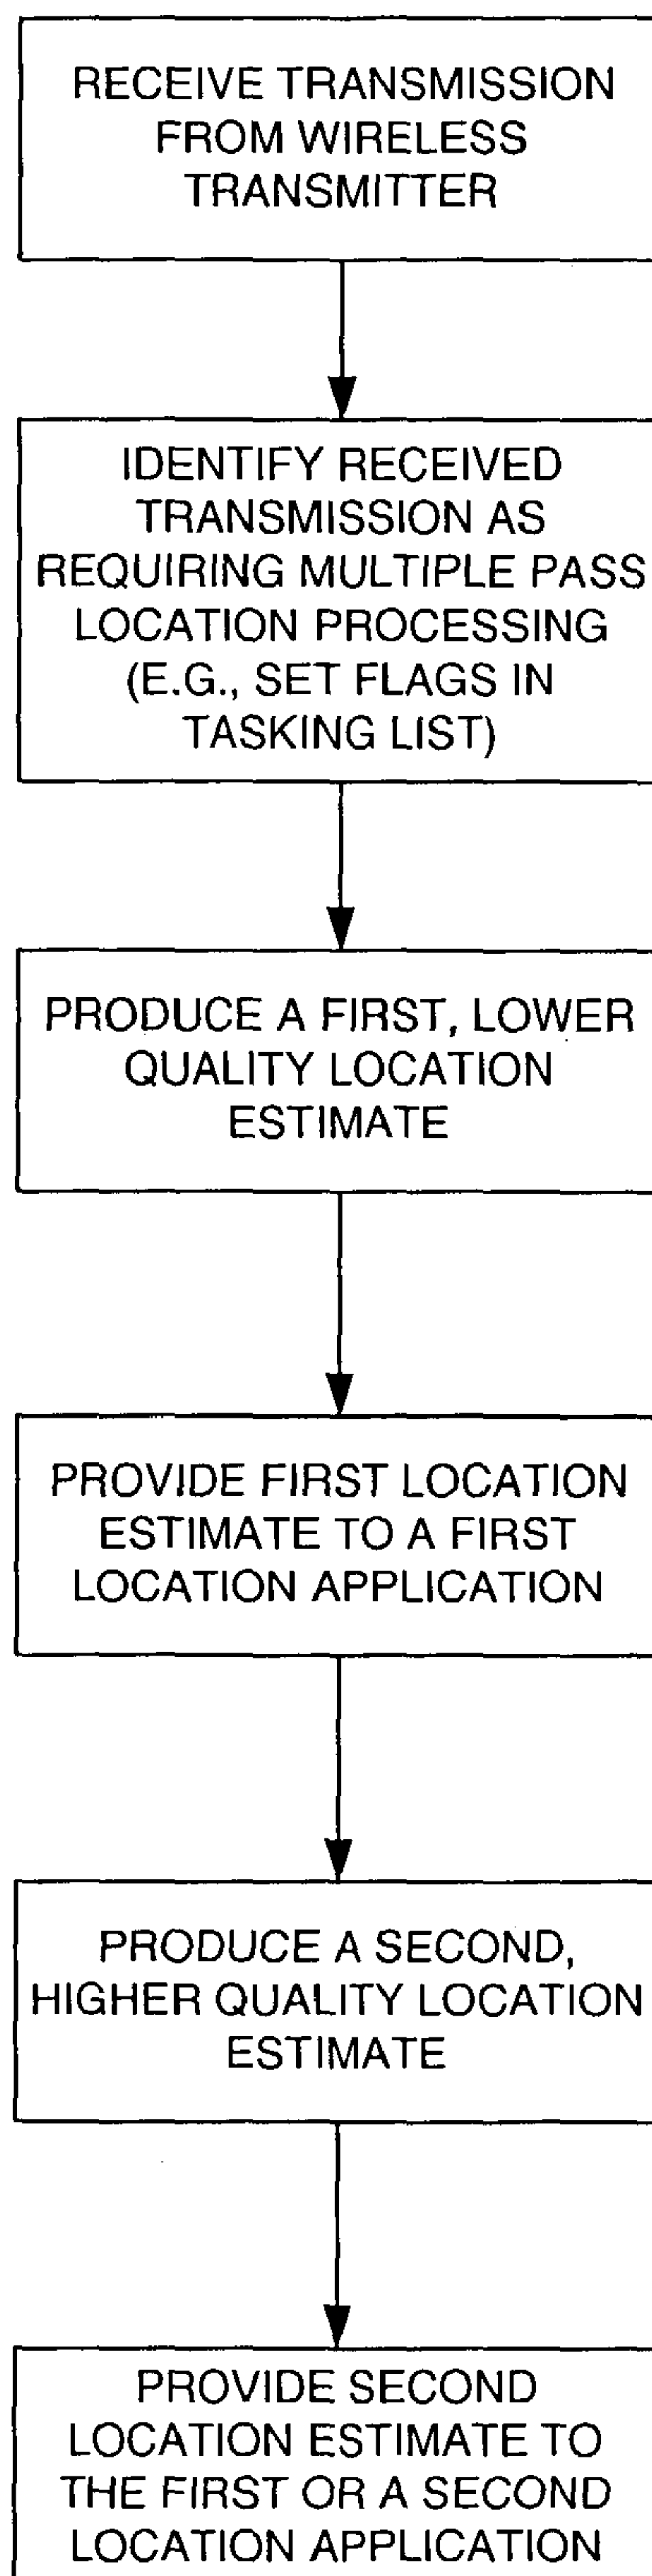 RECEIVE TRANSMISSION
FROM WIRELESS
TRANSMITTER
IDENTIFY RECEIVED
TRANSMISSION AS
REQUIRING MULTIPLE PASS
LOCATION PROCESSING
(E.G., SET FLAGS IN
TASKING LIST)
PRODUCE A FIRST, LOWER
QUALITY LOCATION
ESTIMATE
PROVIDE FIRST LOCATION
ESTIMATE TO A FIRST
LOCATION APPLICATION
PRODUCE A SECOND,
HIGHER QUALITY LOCATION
ESTIMATE
PROVIDE SECOND
LOCATION ESTIMATE TO
THE FIRST OR A SECOND
LOCATION APPLICATION